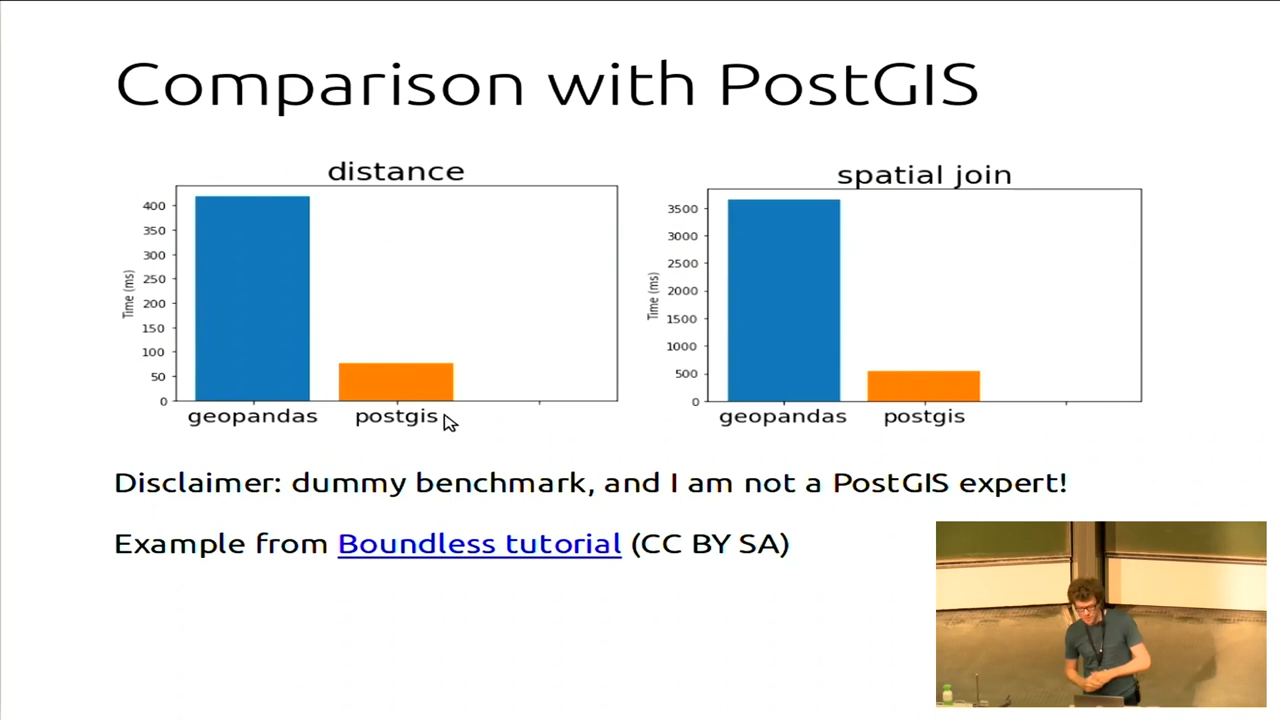 Comparison with PostGIS
distance
400
350
300
250
200
150
100
50
0
Time (ms)
geopandas
postgis
spatial join
3500
3000
2500
2000
1500
1000
500
0
Time (ms)
geopandas
postgis
Disclaimer: dummy benchmark, and I am not a PostGIS expert!
Example from Boundless tutorial (CC BY SA)